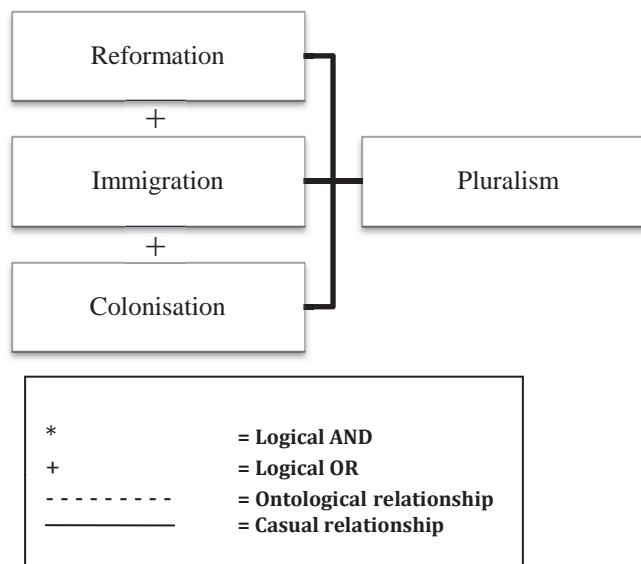 Reformation
+
Immigration
Pluralism
+
Colonisation
* = Logical AND
+ = Logical OR
- - - - - - - - - = Ontological relationship
= Casual relationship